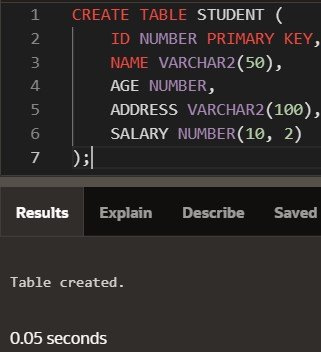 1 CREATE TABLE STUDENT (
2 ID NUMBER PRIMARY KEY,
3 NAME VARCHAR2(50),
4 AGE NUMBER,
5 ADDRESS VARCHAR2(100),
6 SALARY NUMBER(10, 2)
7 );
Results Explain Describe Saved
Table created.
0.05 seconds